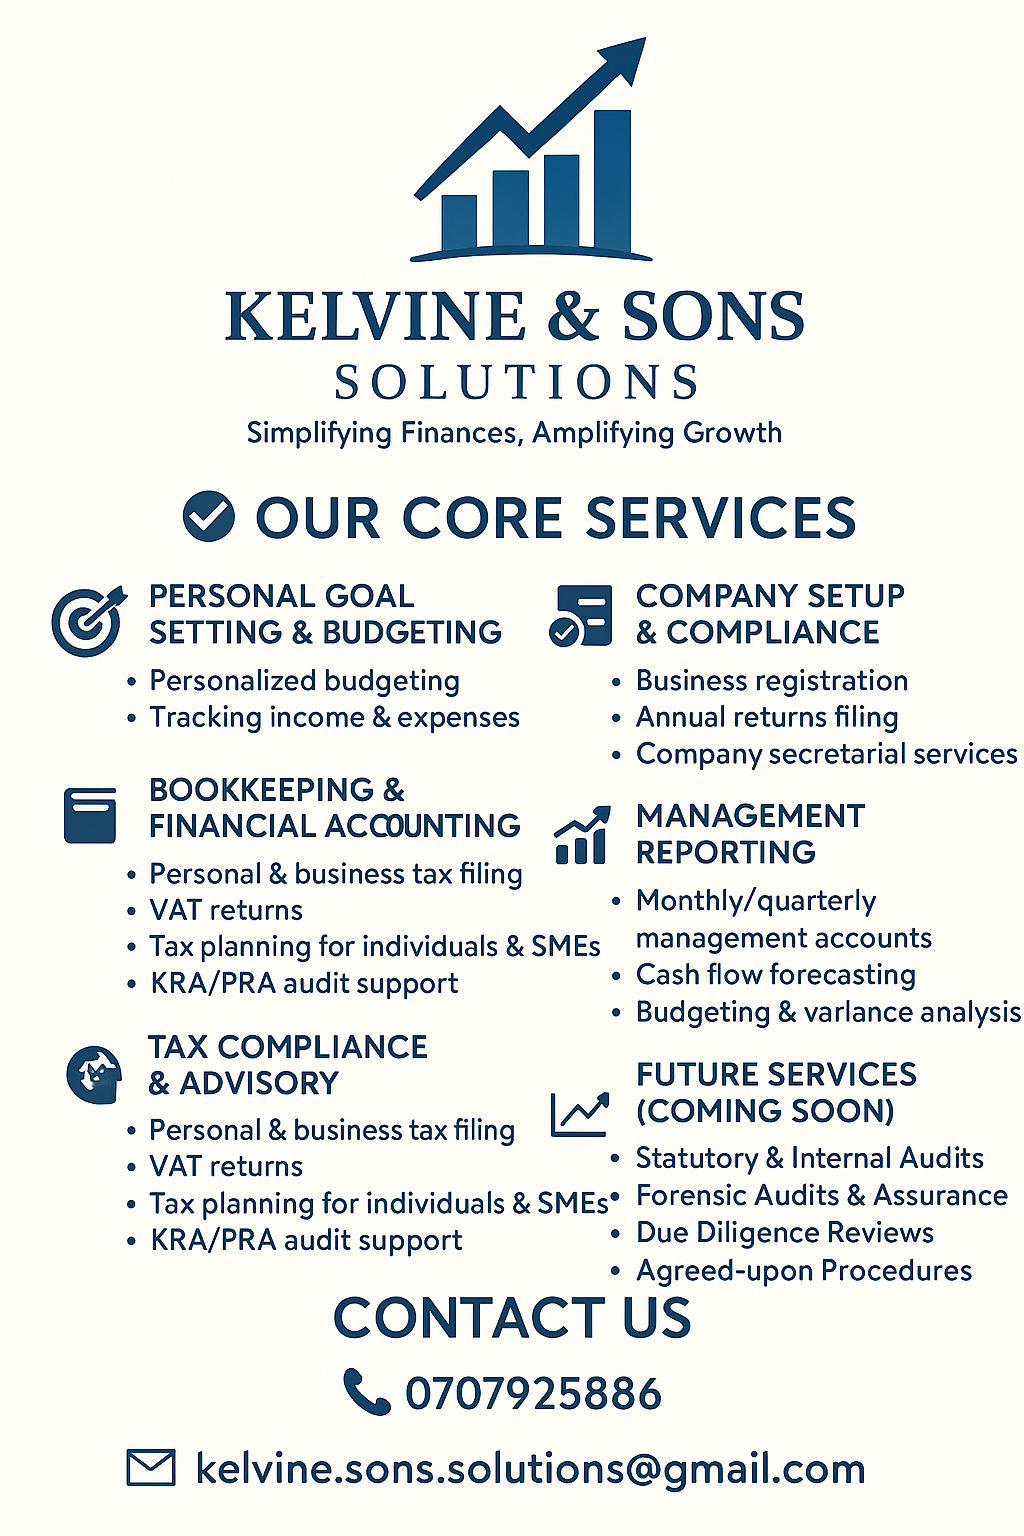 KELVINE & SONS
SOLUTIONS
Simplifying Finances, Amplifying Growth
OUR CORE SERVICES
PERSONAL GOAL
SETTING & BUDGETING
• Personalized budgeting
• Tracking income & expenses
BOOKKEEPING &
FINANCIAL ACCOUNTING
• Personal & business tax filing
• VAT returns
• Tax planning for individuals & SMEs
• KRA/PRA audit support
TAX COMPLIANCE
& ADVISORY
• Personal & business tax filing
• VAT returns
• Tax planning for individuals & SMEs
• KRA/PRA audit support
COMPANY SETUP
& COMPLIANCE
• Business registration
• Annual returns filing
• Company secretarial services
MANAGEMENT
REPORTING
• Monthly/quarterly
management accounts
• Cash flow forecasting
• Budgeting & varlance analysis
FUTURE SERVICES
(COMING SOON)
• Statutory & Internal Audits
• Forensic Audits & Assurance
• Due Diligence Reviews
• Agreed-upon Procedures
CONTACT US
0707925886
kelvine.sons.solutions@gmail.com